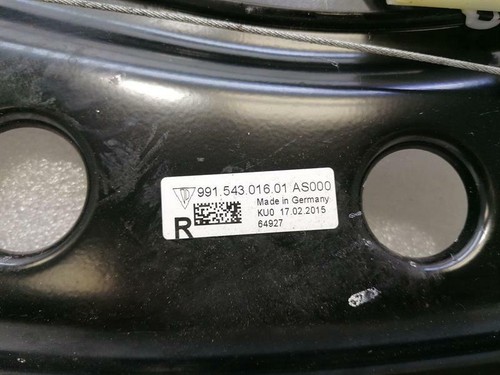 991.543.016.01 AS000
Made in Germany
KU0 17.02.2015
R 64927